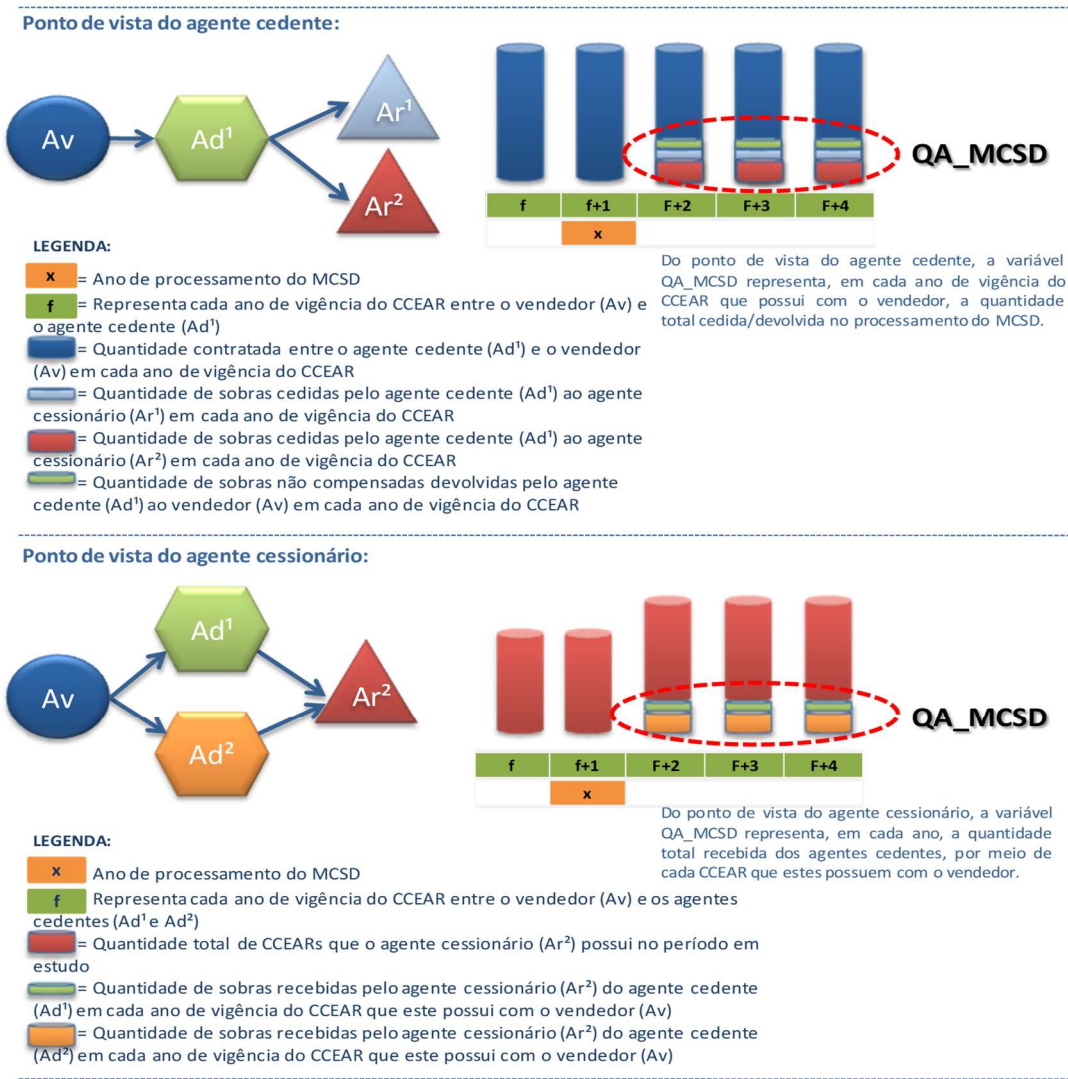 Ponto de vista do agente cedente:
Av
Ad¹
Ar¹
Ar²
QA_MCSD
f
f+1
F+2
F+3
F+4
x
LEGENDA:
x = Ano de processamento do MCSD
f = Representa cada ano de vigência do CCEAR entre o vendedor (Av) e
o agente cedente (Ad¹)
= Quantidade contratada entre o agente cedente (Ad¹) e o vendedor
(Av) em cada ano de vigência do CCEAR
= Quantidade de sobras cedidas pelo agente cedente (Ad¹) ao agente
cessionário (Ar¹) em cada ano de vigência do CCEAR
= Quantidade de sobras cedidas pelo agente cedente (Ad¹) ao agente
cessionário (Ar²) em cada ano de vigência do CCEAR
= Quantidade de sobras não compensadas devolvidas pelo agente
cedente (Ad¹) ao vendedor (Av) em cada ano de vigência do CCEAR
Do ponto de vista do agente cedente, a variável
QA_MCSD representa, em cada ano de vigência do
CCEAR que possui com o vendedor, a quantidade
total cedida/devolvida no processamento do MCSD.
Ponto de vista do agente cessionário:
Av
Ad¹
Ad²
Ar²
QA_MCSD
f
f+1
F+2
F+3
F+4
x
Do ponto de vista do agente cessionário, a variável
QA_MCSD representa, em cada ano, a quantidade
total recebida dos agentes cedentes, por meio de
cada CCEAR que estes possuem com o vendedor.
LEGENDA:
x Ano de processamento do MCSD
f Representa cada ano de vigência do CCEAR entre o vendedor (Av) e os agentes
cedentes (Ad¹ e Ad²)
= Quantidade total de CCEARs que o agente cessionário (Ar²) possui no período em
estudo
= Quantidade de sobras recebidas pelo agente cessionário (Ar²) do agente cedente
(Ad¹) em cada ano de vigência do CCEAR que este possui com o vendedor (Av)
= Quantidade de sobras recebidas pelo agente cessionário (Ar²) do agente cedente
(Ad²) em cada ano de vigência do CCEAR que este possui com o vendedor (Av)